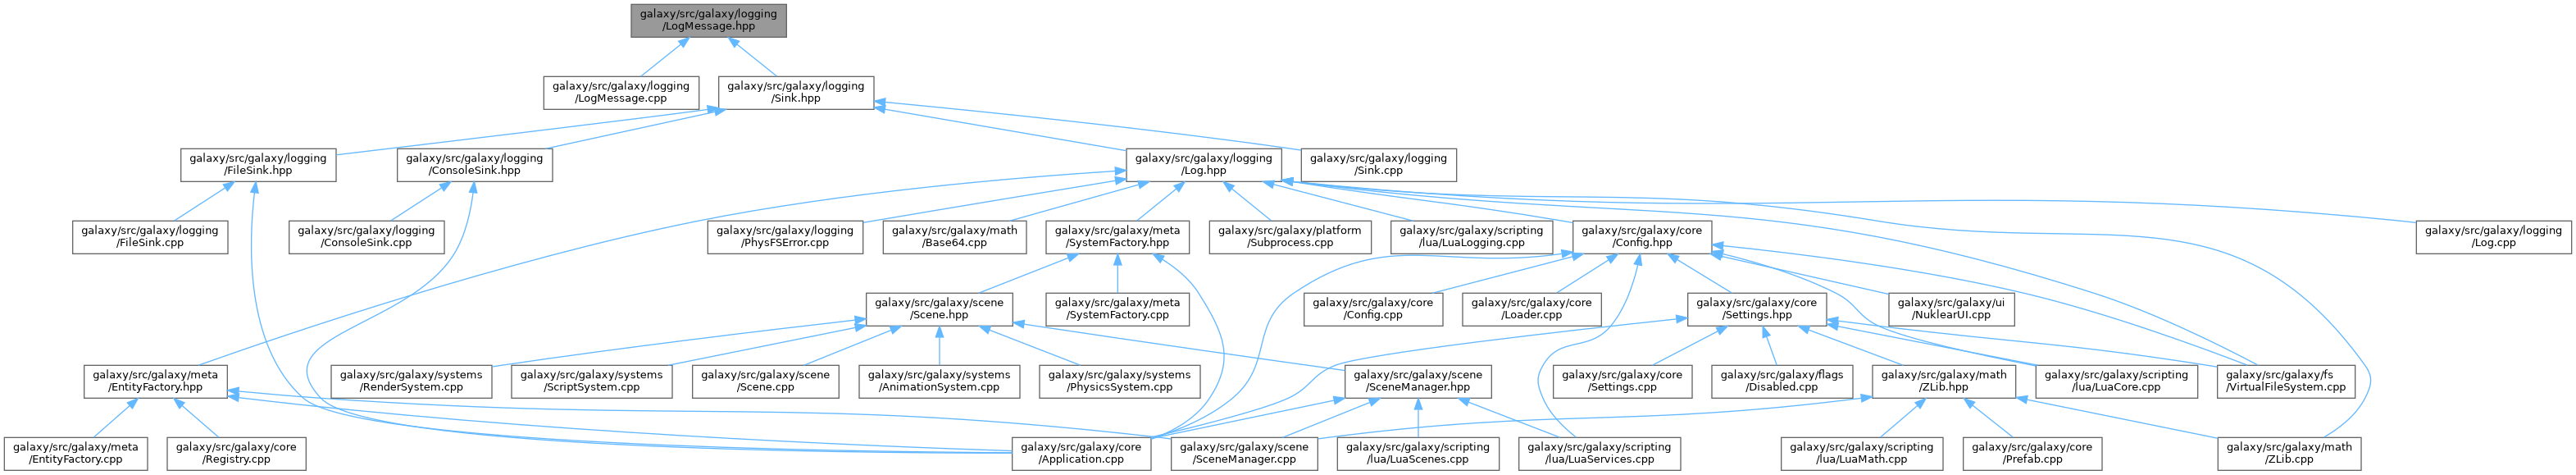 galaxy/src/galaxy/logging
/LogMessage.hpp
galaxy/src/galaxy/logging
/LogMessage.cpp
galaxy/src/galaxy/logging
/Sink.hpp
galaxy/src/galaxy/logging
/FileSink.hpp
galaxy/src/galaxy/logging
/ConsoleSink.hpp
galaxy/src/galaxy/logging
/Log.hpp
galaxy/src/galaxy/logging
/Sink.cpp
galaxy/src/galaxy/logging
/FileSink.cpp
galaxy/src/galaxy/logging
/ConsoleSink.cpp
galaxy/src/galaxy/logging
/PhysFSError.cpp
galaxy/src/galaxy/math
/Base64.cpp
galaxy/src/galaxy/meta
/SystemFactory.hpp
galaxy/src/galaxy/platform
/Subprocess.cpp
galaxy/src/galaxy/scripting
/lua/LuaLogging.cpp
galaxy/src/galaxy/core
/Config.hpp
galaxy/src/galaxy/logging
/Log.cpp
galaxy/src/galaxy/scene
/Scene.hpp
galaxy/src/galaxy/meta
/SystemFactory.cpp
galaxy/src/galaxy/core
/Config.cpp
galaxy/src/galaxy/core
/Loader.cpp
galaxy/src/galaxy/core
/Settings.hpp
galaxy/src/galaxy/ui
/NuklearUI.cpp
galaxy/src/galaxy/meta
/EntityFactory.hpp
galaxy/src/galaxy/systems
/RenderSystem.cpp
galaxy/src/galaxy/systems
/ScriptSystem.cpp
galaxy/src/galaxy/scene
/Scene.cpp
galaxy/src/galaxy/systems
/AnimationSystem.cpp
galaxy/src/galaxy/systems
/PhysicsSystem.cpp
galaxy/src/galaxy/scene
/SceneManager.hpp
galaxy/src/galaxy/core
/Settings.cpp
galaxy/src/galaxy/flags
/Disabled.cpp
galaxy/src/galaxy/math
/ZLib.hpp
galaxy/src/galaxy/scripting
/lua/LuaCore.cpp
galaxy/src/galaxy/fs
/VirtualFileSystem.cpp
galaxy/src/galaxy/meta
/EntityFactory.cpp
galaxy/src/galaxy/core
/Registry.cpp
galaxy/src/galaxy/core
/Application.cpp
galaxy/src/galaxy/scene
/SceneManager.cpp
galaxy/src/galaxy/scripting
/lua/LuaScenes.cpp
galaxy/src/galaxy/scripting
/lua/LuaServices.cpp
galaxy/src/galaxy/scripting
/lua/LuaMath.cpp
galaxy/src/galaxy/core
/Prefab.cpp
galaxy/src/galaxy/math
/ZLib.cpp